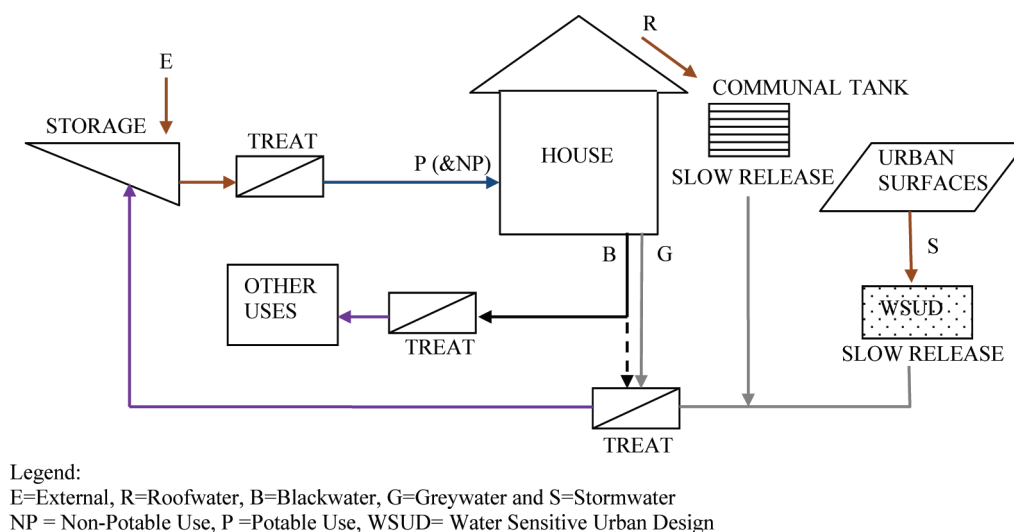 R
E
COMMUNAL TANK
STORAGE
TREAT
HOUSE
P (&NP)
SLOW RELEASE
URBAN
SURFACES
B
G
S
OTHER
USES
WSUD
TREAT
SLOW RELEASE
TREAT
Legend:
E=External, R=Roofwater, B=Blackwater, G=Greywater and S=Stormwater
NP = Non-Potable Use, P =Potable Use, WSUD= Water Sensitive Urban Design